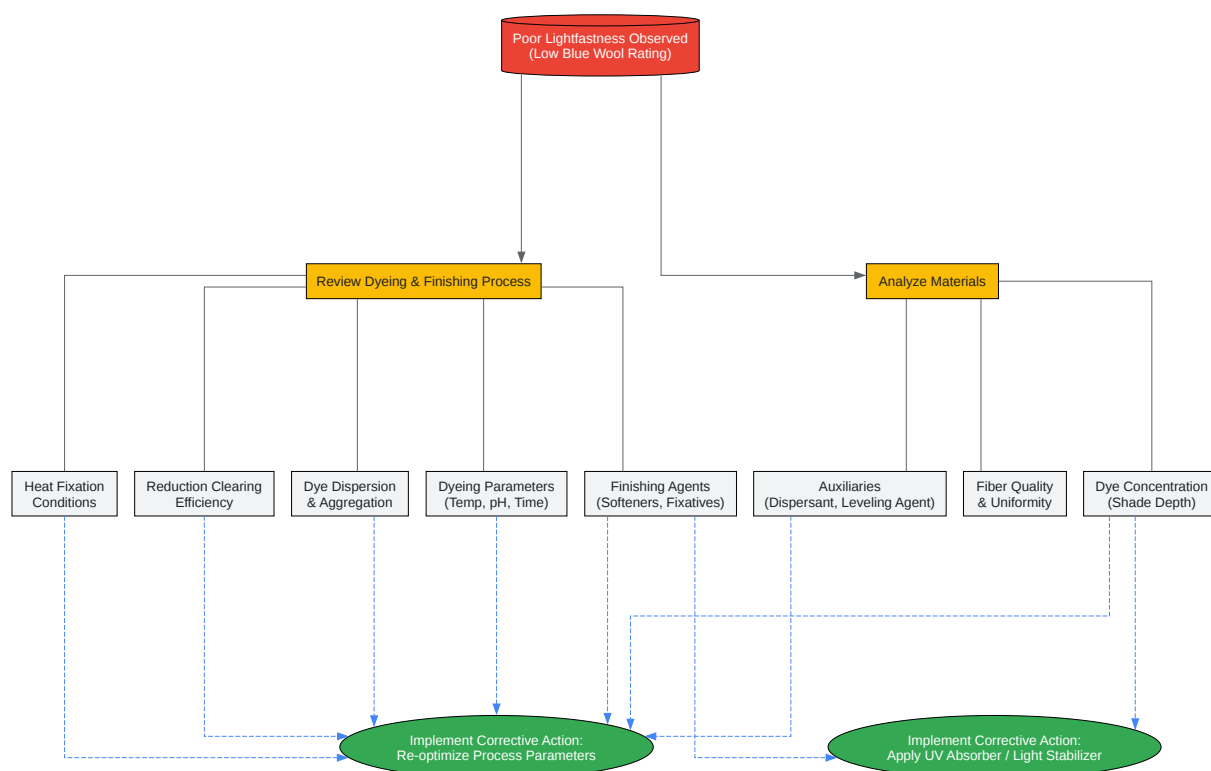 Poor Lightfastness Observed
(Low Blue Wool Rating)
Review Dyeing & Finishing Process
Analyze Materials
Heat Fixation
Conditions
Reduction Clearing
Efficiency
Dye Dispersion
& Aggregation
Dyeing Parameters
(Temp, pH, Time)
Finishing Agents
(Softeners, Fixatives)
Auxiliaries
(Dispersant, Leveling Agent)
Fiber Quality
& Uniformity
Dye Concentration
(Shade Depth)
Implement Corrective Action:
Re-optimize Process Parameters
Implement Corrective Action:
Apply UV Absorber / Light Stabilizer